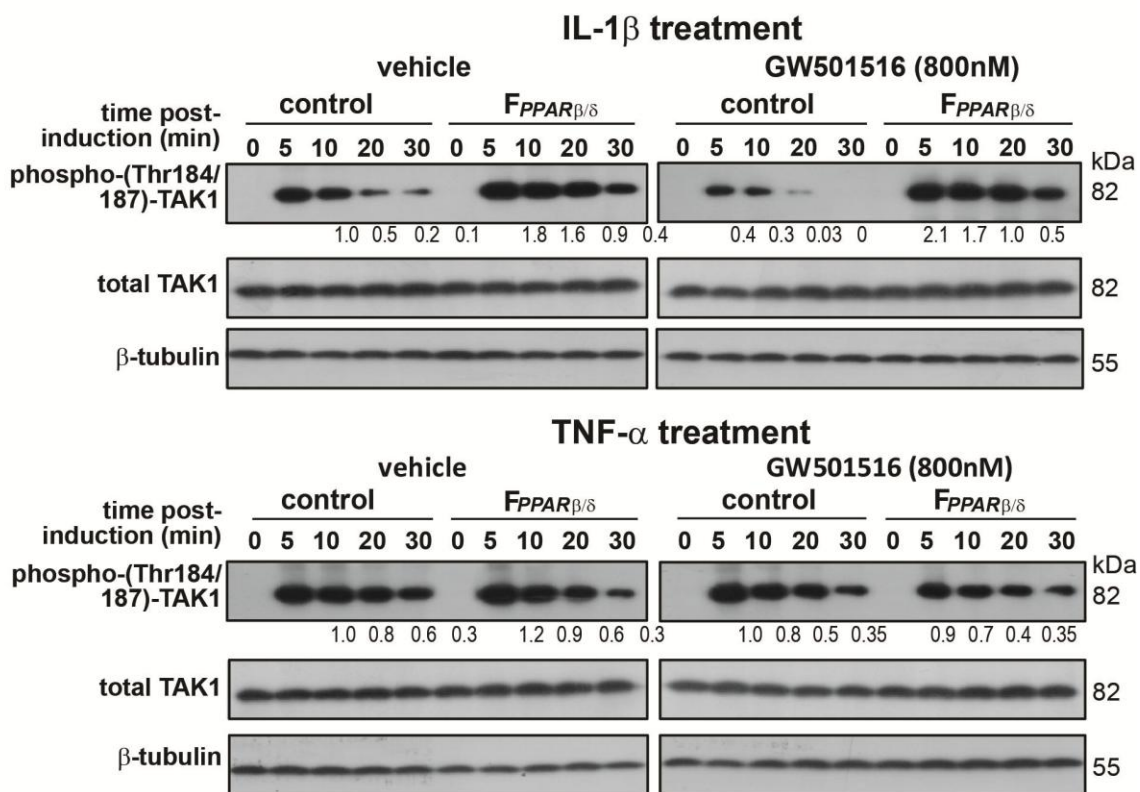 IL-1β treatment
vehicle GW501516 (800nM)
control FPPARβ/δ control FPPARβ/δ
time post-
induction (min) 0 5 10 20 30 0 5 10 20 30 0 5 10 20 30 0 5 10 20 30
kDa
phospho-(Thr184/
187)-TAK1 82
1.0 0.5 0.2 0.1 1.8 1.6 0.9 0.4 0.4 0.3 0.03 0 2.1 1.7 1.0 0.5
total TAK1 82
β-tubulin 55
TNF-α treatment
vehicle GW501516 (800nM)
control FPPARβ/δ control FPPARβ/δ
time post-
induction (min) 0 5 10 20 30 0 5 10 20 30 0 5 10 20 30 0 5 10 20 30
kDa
phospho-(Thr184/
187)-TAK1 82
1.0 0.8 0.6 0.3 1.2 0.9 0.6 0.3 1.0 0.8 0.5 0.35 0.9 0.7 0.4 0.35
total TAK1 82
β-tubulin 55